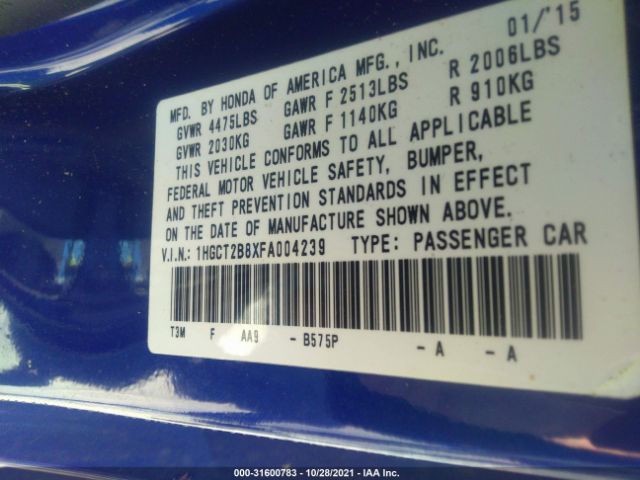 01/'15
MFD. BY HONDA OF AMERICA MFG., INC.
GVWR 4475LBS GAWR F 2513LBS R 2006LBS
GVWR 2030KG GAWR F 1140KG R 910KG
THIS VEHICLE CONFORMS TO ALL APPLICABLE
FEDERAL MOTOR VEHICLE SAFETY, BUMPER,
AND THEFT PREVENTION STANDARDS IN EFFECT
ON THE DATE OF MANUFACTURE SHOWN ABOVE.
V.I.N.: 1HGCT2B8XFA004239 TYPE: PASSENGER CAR
T3M F AA9 - B575P - A - A
000-31600783 - 10/28/2021 - IAA Inc.